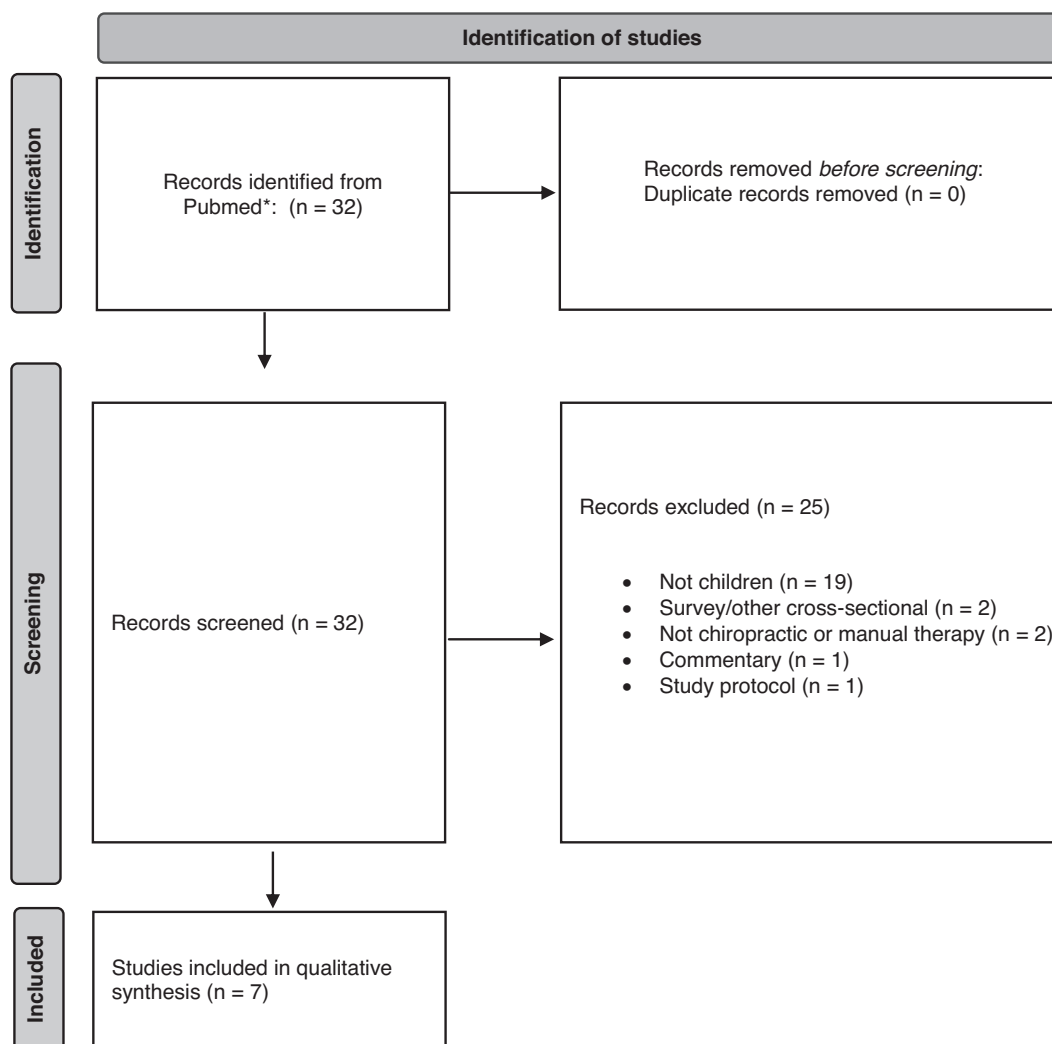 Identification of studies
Identification
Records identified from
Pubmed*: (n = 32)
Records removed before screening:
Duplicate records removed (n = 0)
Screening
Records screened (n = 32)
Records excluded (n = 25)
• Not children (n = 19)
• Survey/other cross-sectional (n = 2)
• Not chiropractic or manual therapy (n = 2)
• Commentary (n = 1)
• Study protocol (n = 1)
Included
Studies included in qualitative
synthesis (n = 7)